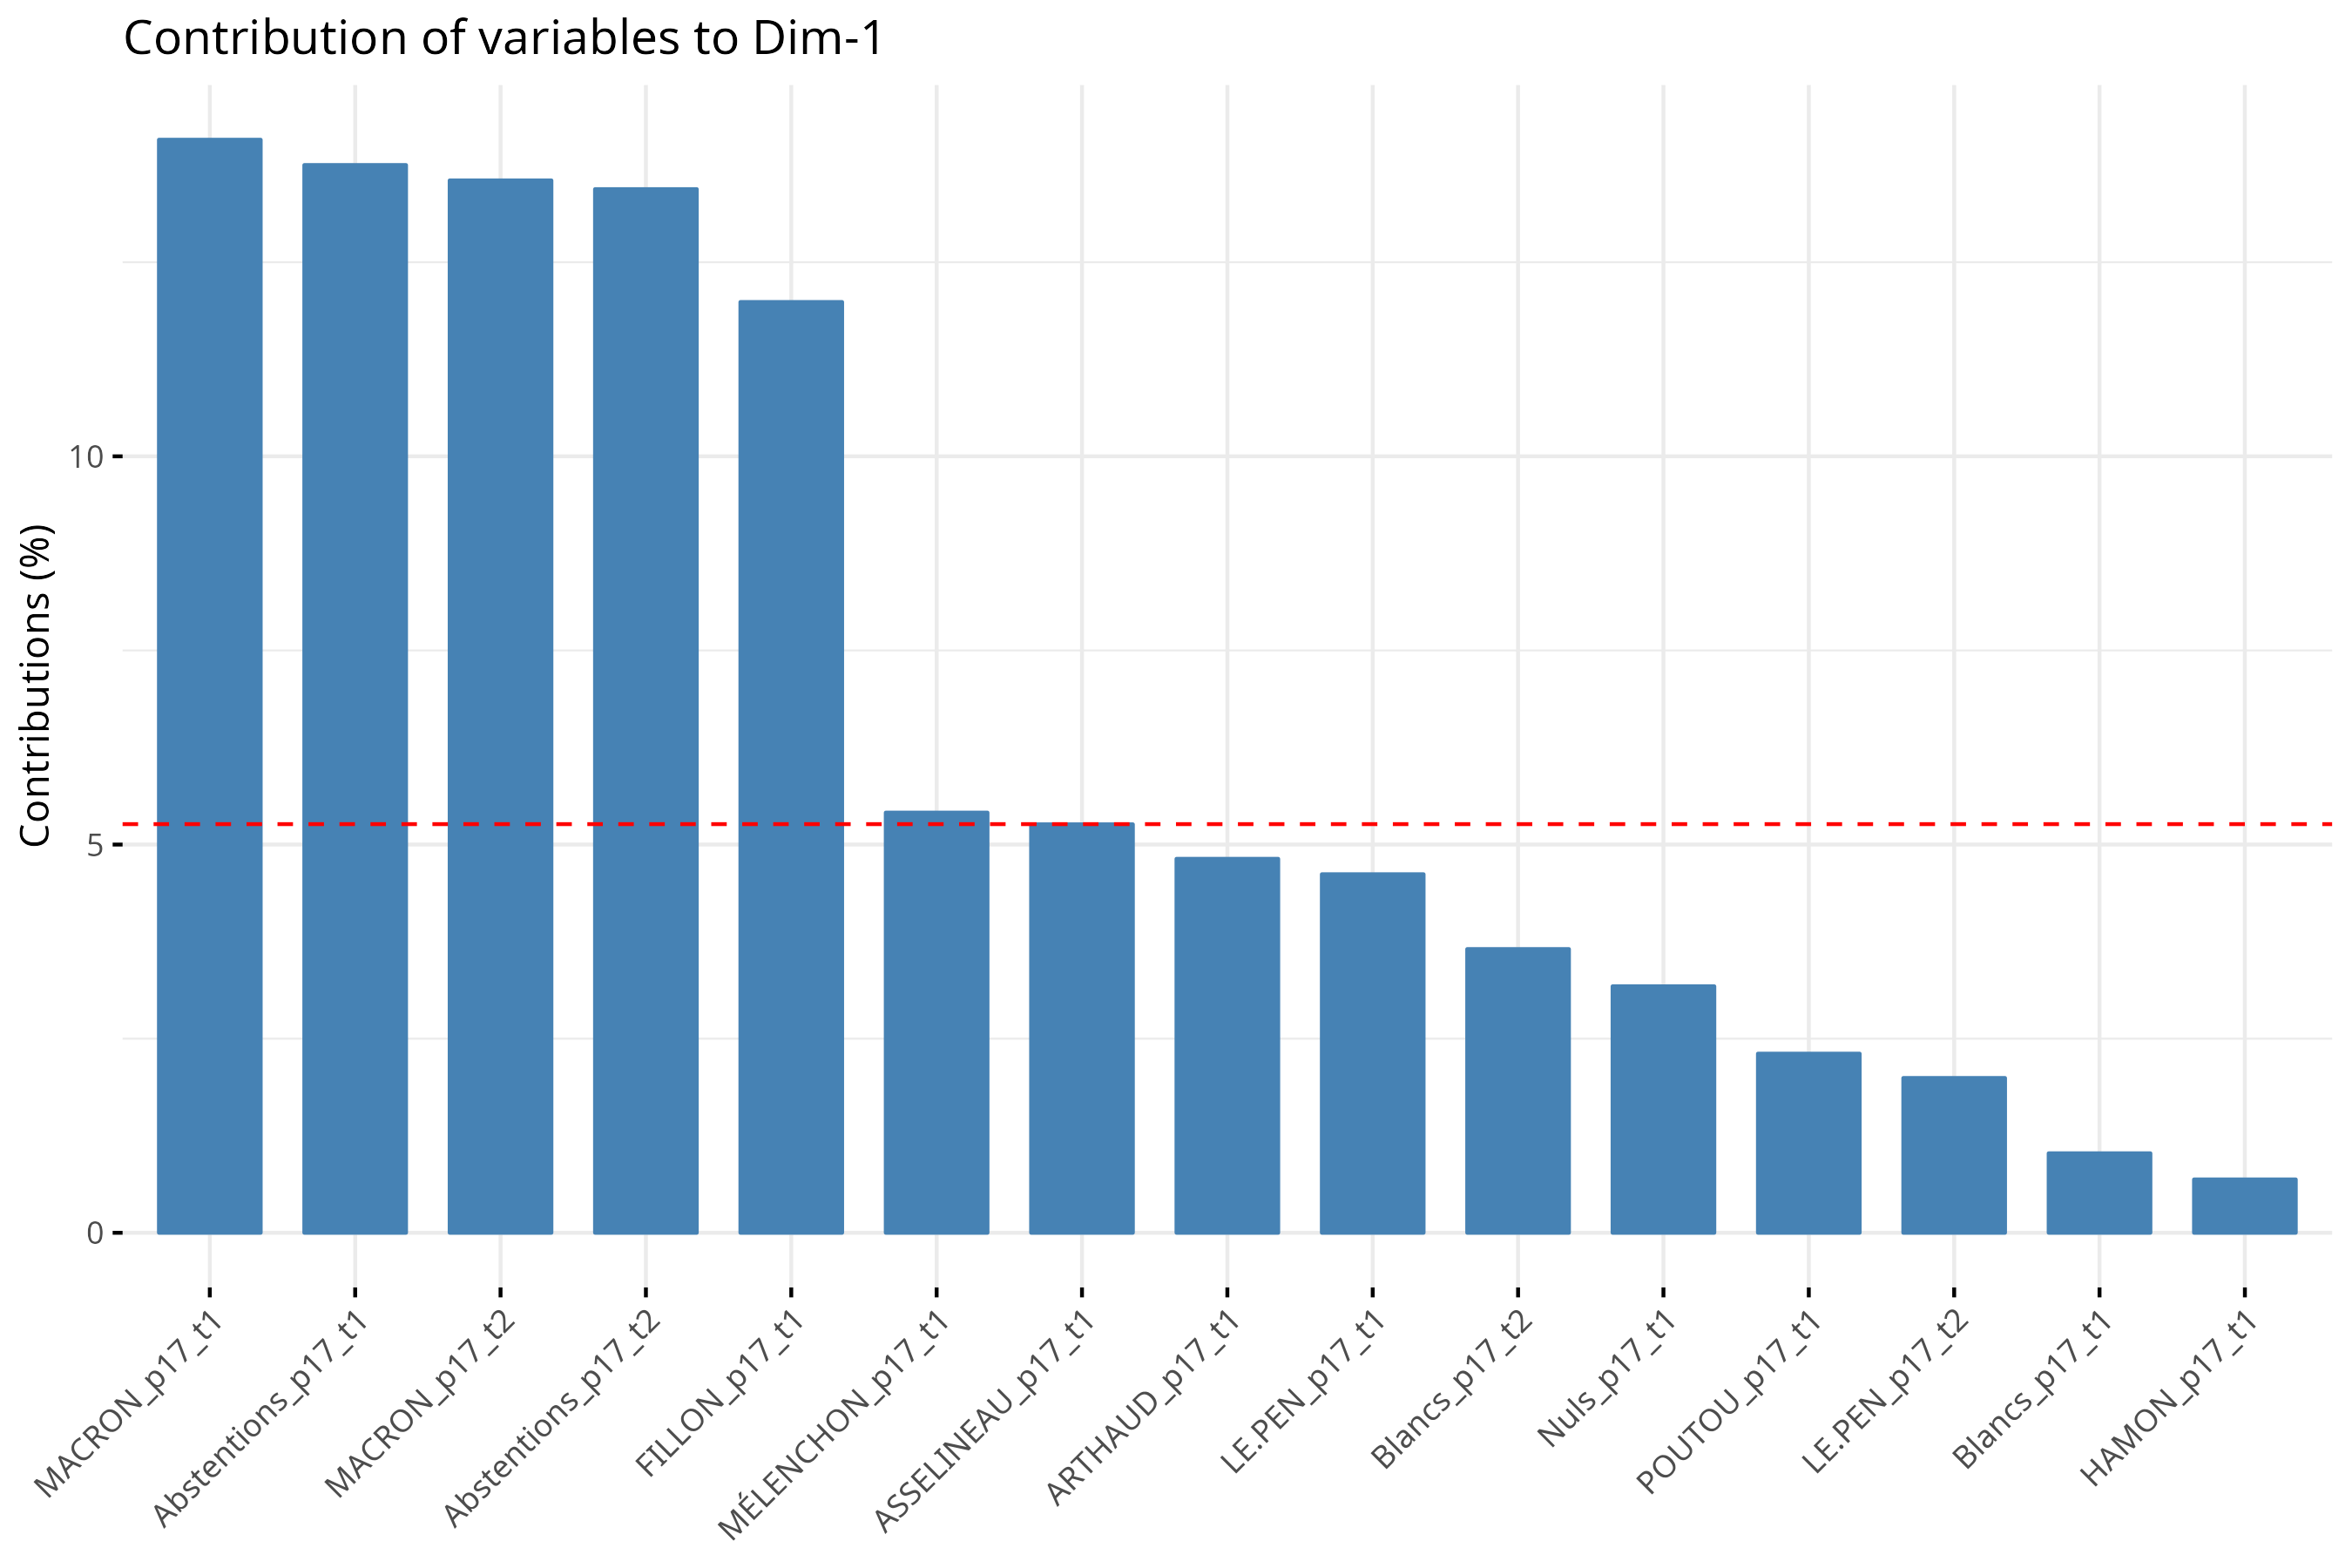 Contribution of variables to Dim-1
Contributions (%)
10
5
0
MACRON_p17_t1
Abstentions_p17_t1
MACRON_p17_t2
Abstentions_p17_t2
FILLON_p17_t1
MÉLENCHON_p17_t1
ASSELINEAU_p17_t1
ARTHAUD_p17_t1
LE.PEN_p17_t1
Blancs_p17_t2
Nuls_p17_t1
POUTOU_p17_t1
LE.PEN_p17_t2
Blancs_p17_t1
HAMON_p17_t1